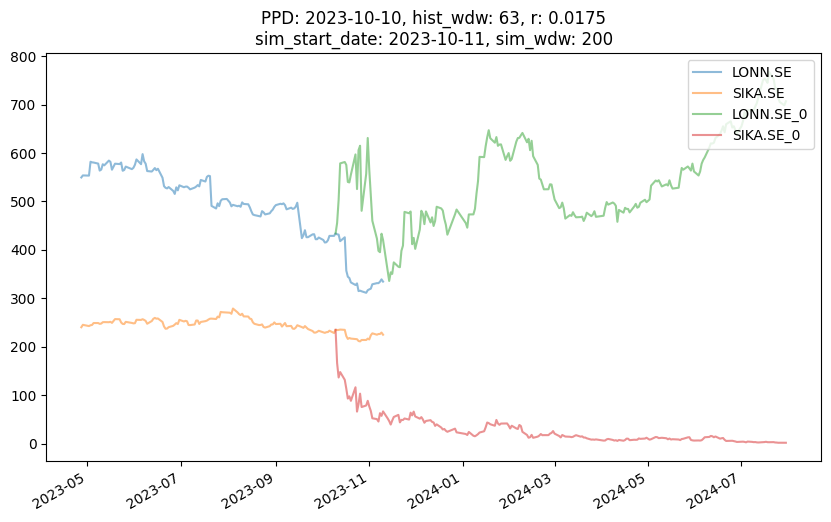 PPD: 2023-10-10, hist_wdw: 63, r: 0.0175
sim_start_date: 2023-10-11, sim_wdw: 200
800
700
600
500
400
300
200
100
0
LONN.SE
SIKA.SE
LONN.SE_0
SIKA.SE_0
2023-05
2023-07
2023-09
2023-11
2024-01
2024-03
2024-05
2024-07